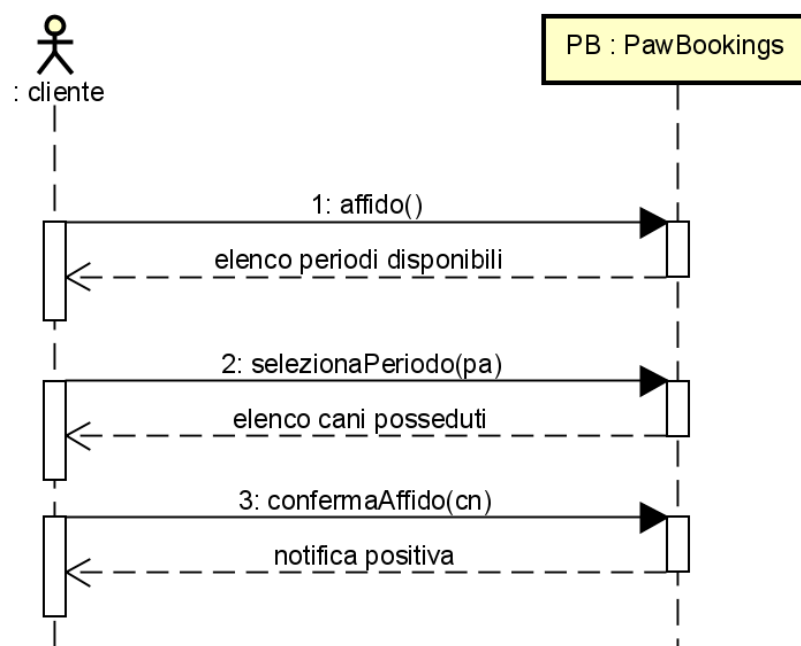 PB : PawBookings
: cliente
1: affido()
elenco periodi disponibili
2: selezionaPeriodo(pa)
elenco cani posseduti
3: confermaAffido(cn)
notifica positiva